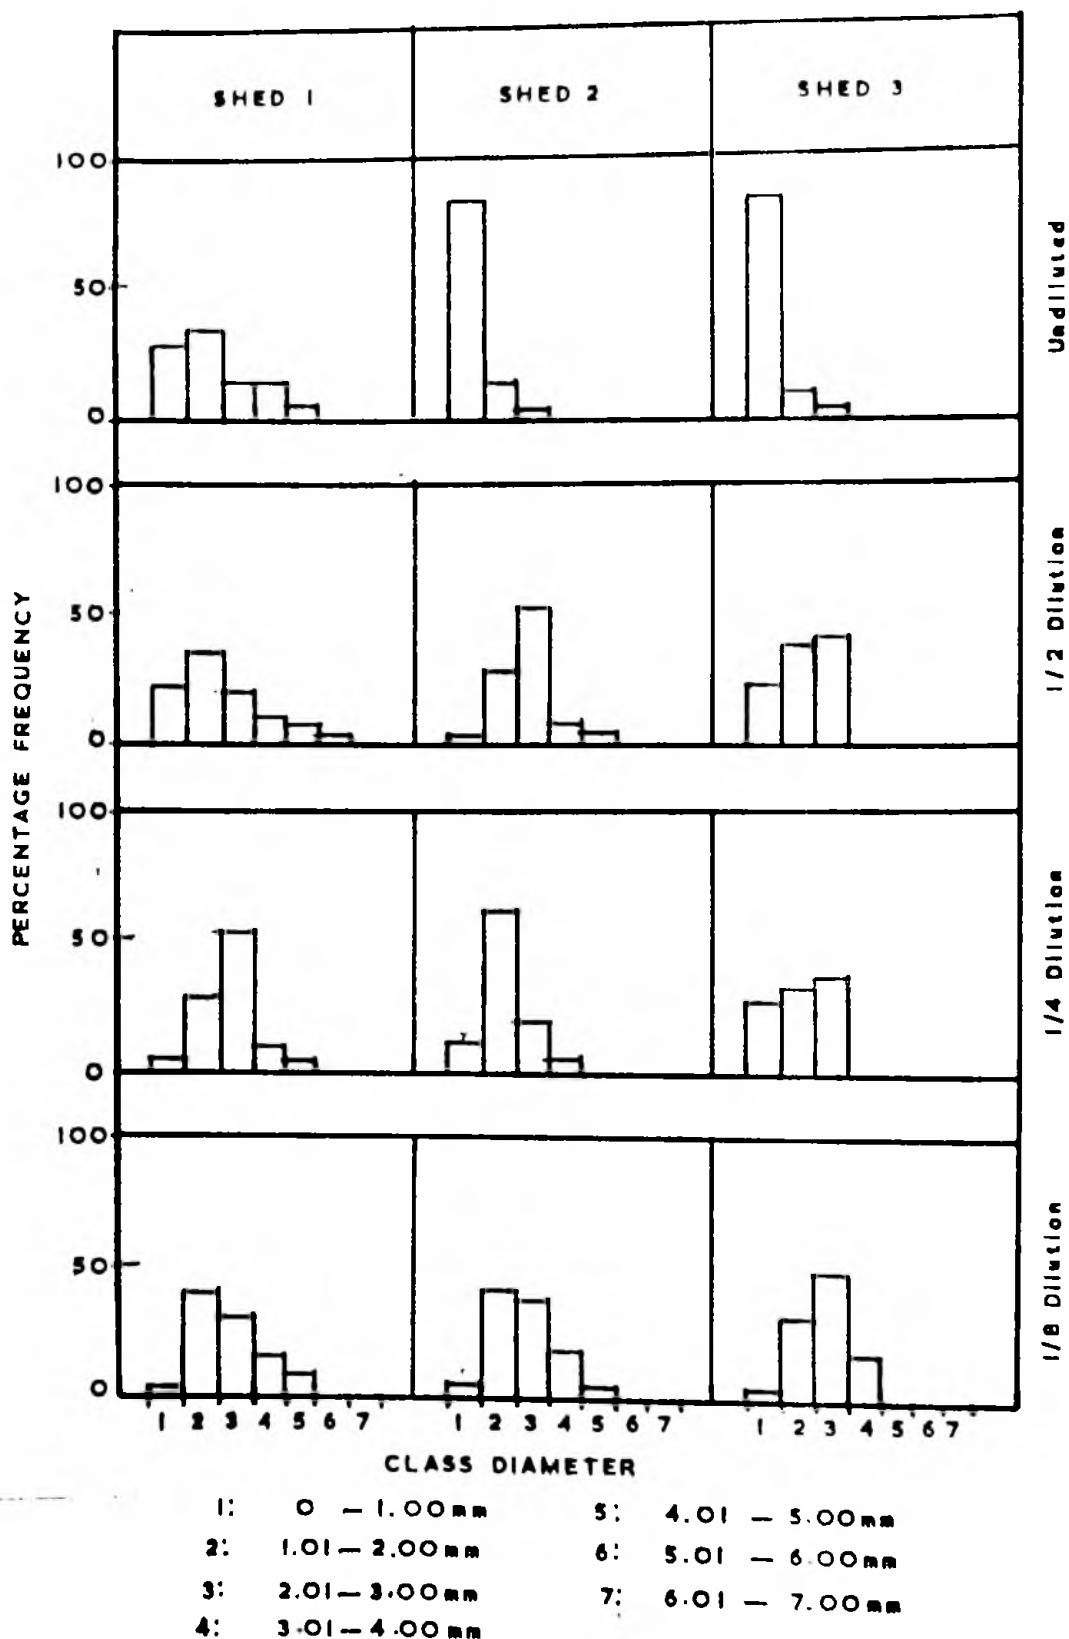 SHED 1 SHED 2 SHED 3
100
50
0
Undiluted
100
50
0
1/2 Dilution
PERCENTAGE FREQUENCY
100
50
0
1/4 Dilution
100
50
0
1/8 Dilution
1 2 3 4 5 6 7 1 2 3 4 5 6 7 1 2 3 4 5 6 7
CLASS DIAMETER
1: 0 – 1.00mm 5: 4.01 – 5.00mm
2: 1.01 – 2.00mm 6: 5.01 – 6.00mm
3: 2.01 – 3.00mm 7: 6.01 – 7.00mm
4: 3.01 – 4.00mm